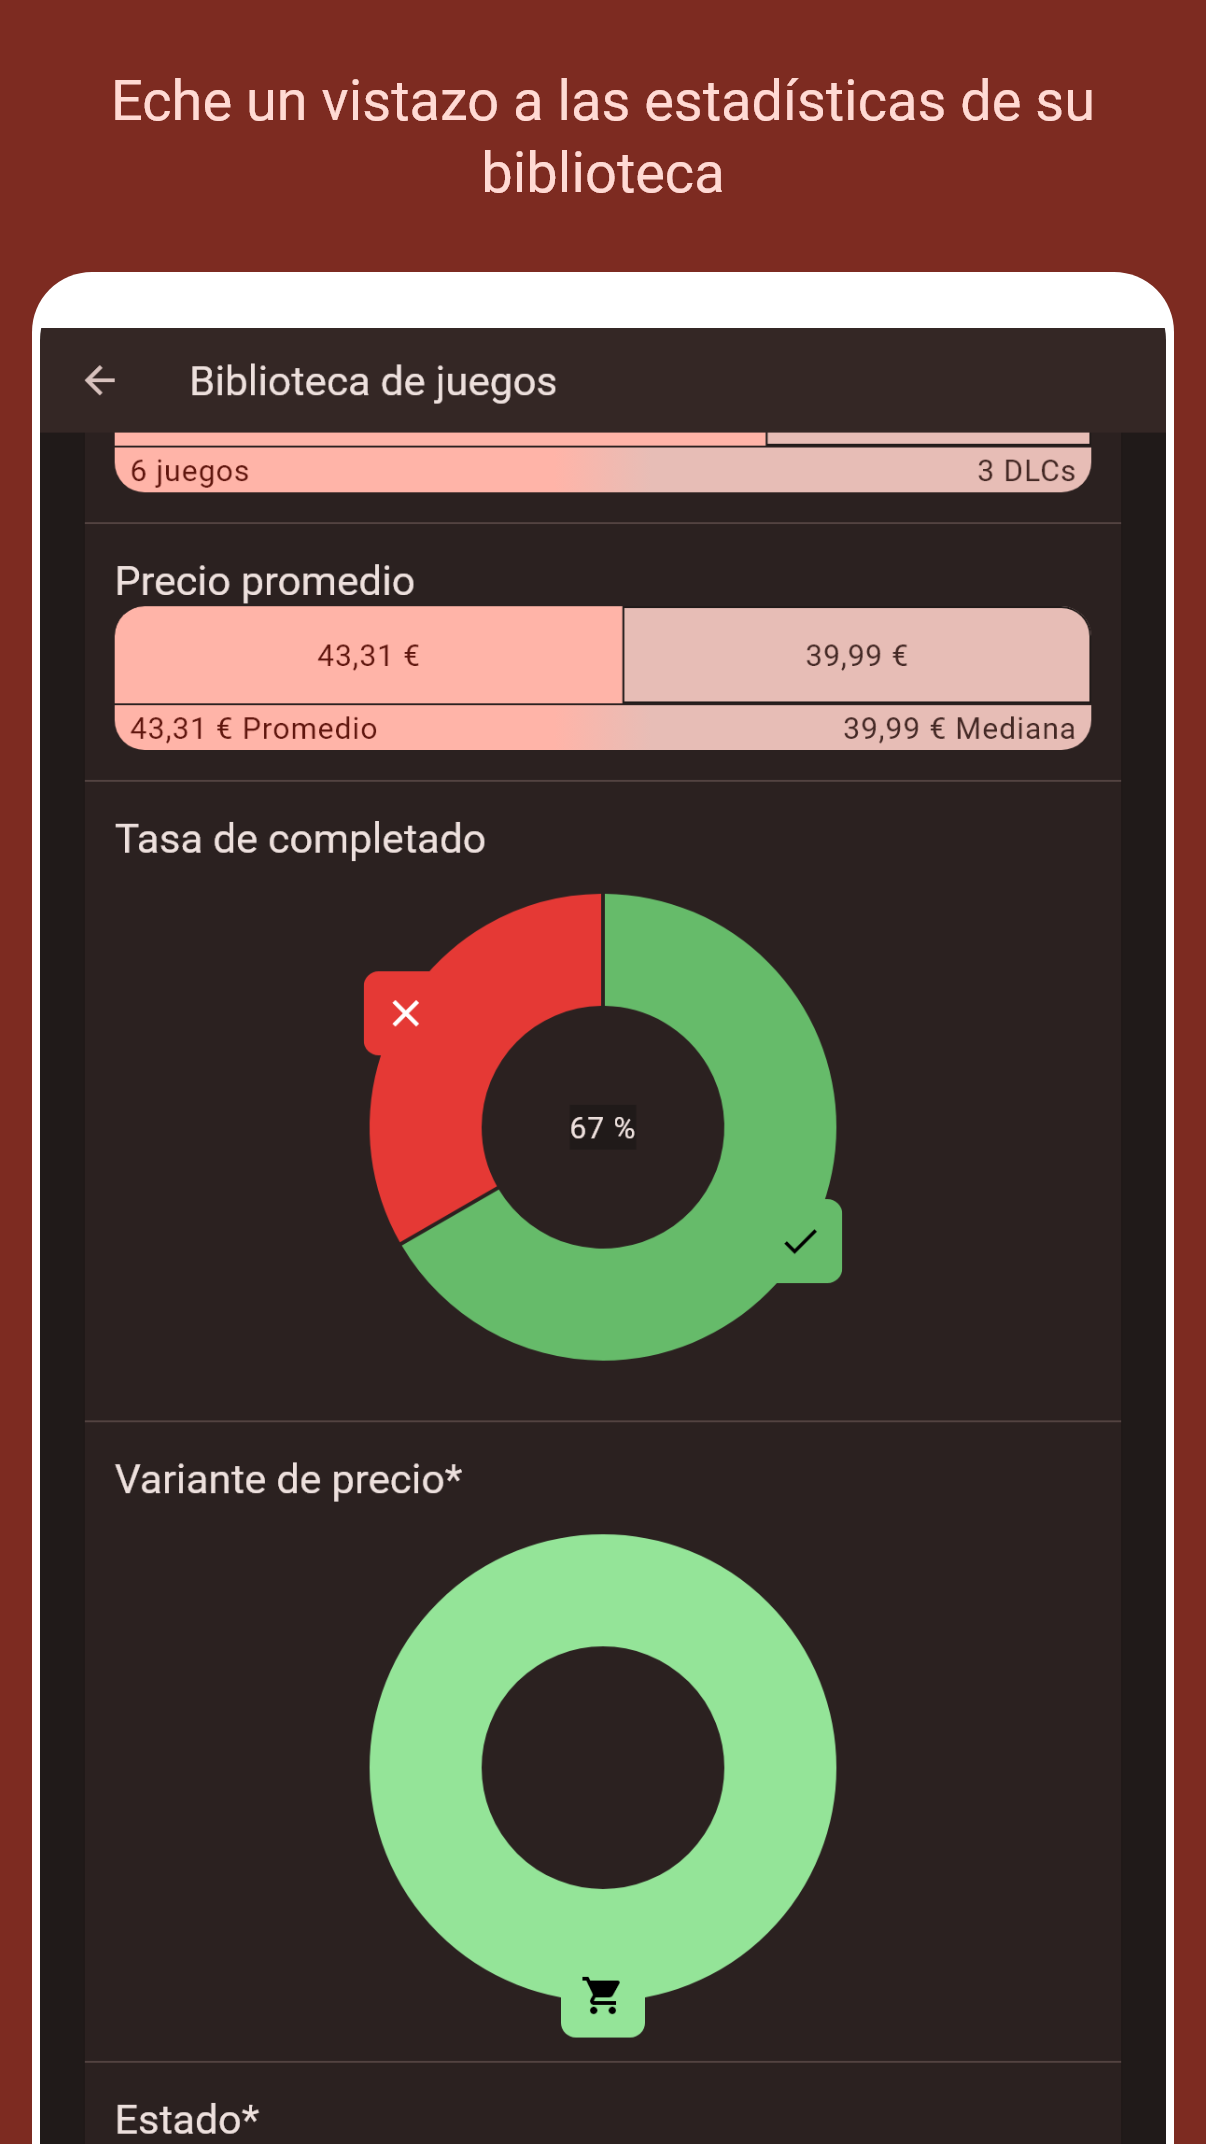 Eche un vistazo a las estadísticas de su
biblioteca
Biblioteca de juegos
6 juegos
3 DLCs
Precio promedio
43,31 €
39,99 €
43,31 € Promedio
39,99 € Mediana
Tasa de completado
67 %
Variante de precio*
Estado*